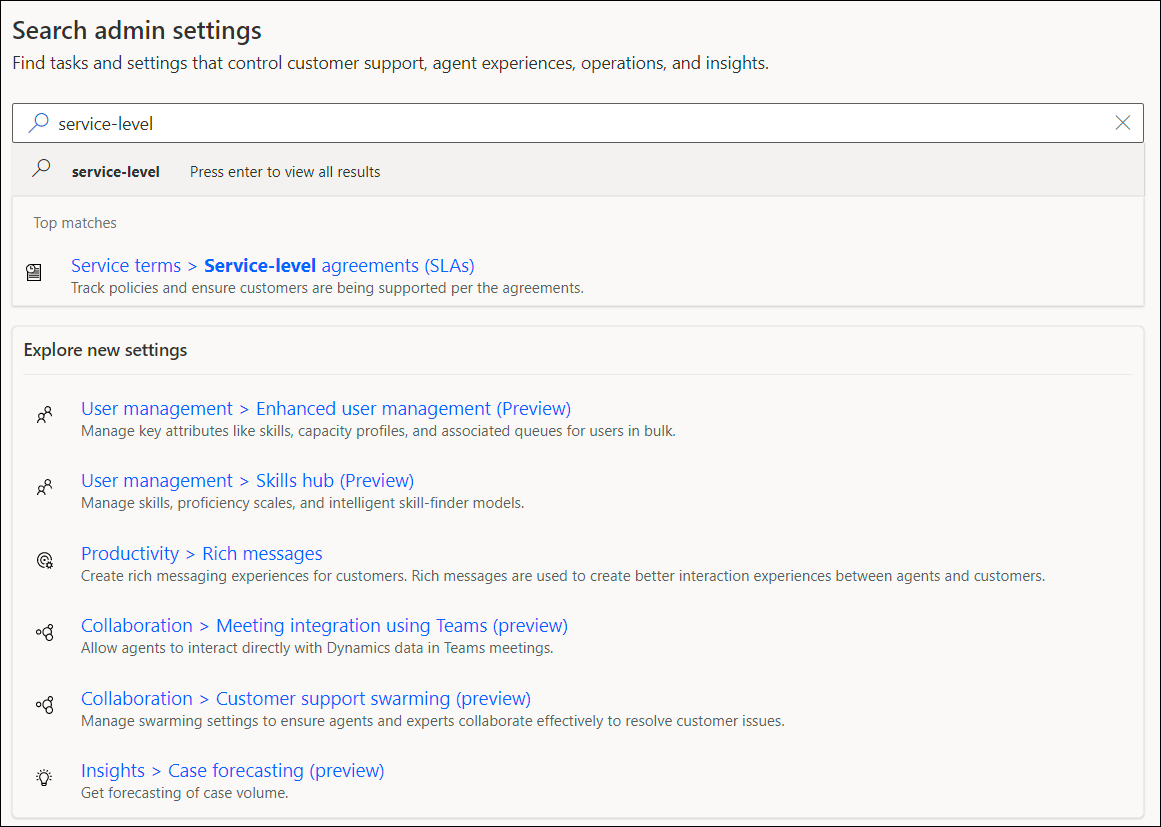 Search admin settings
Find tasks and settings that control customer support, agent experiences, operations, and insights.
service-level
service-level Press enter to view all results
Top matches
Service terms > Service-level agreements (SLAs)
Track policies and ensure customers are being supported per the agreements.
Explore new settings
User management > Enhanced user management (Preview)
Manage key attributes like skills, capacity profiles, and associated queues for users in bulk.
User management > Skills hub (Preview)
Manage skills, proficiency scales, and intelligent skill-finder models.
Productivity > Rich messages
Create rich messaging experiences for customers. Rich messages are used to create better interaction experiences between agents and customers.
Collaboration > Meeting integration using Teams (preview)
Allow agents to interact directly with Dynamics data in Teams meetings.
Collaboration > Customer support swarming (preview)
Manage swarming settings to ensure agents and experts collaborate effectively to resolve customer issues.
Insights > Case forecasting (preview)
Get forecasting of case volume.